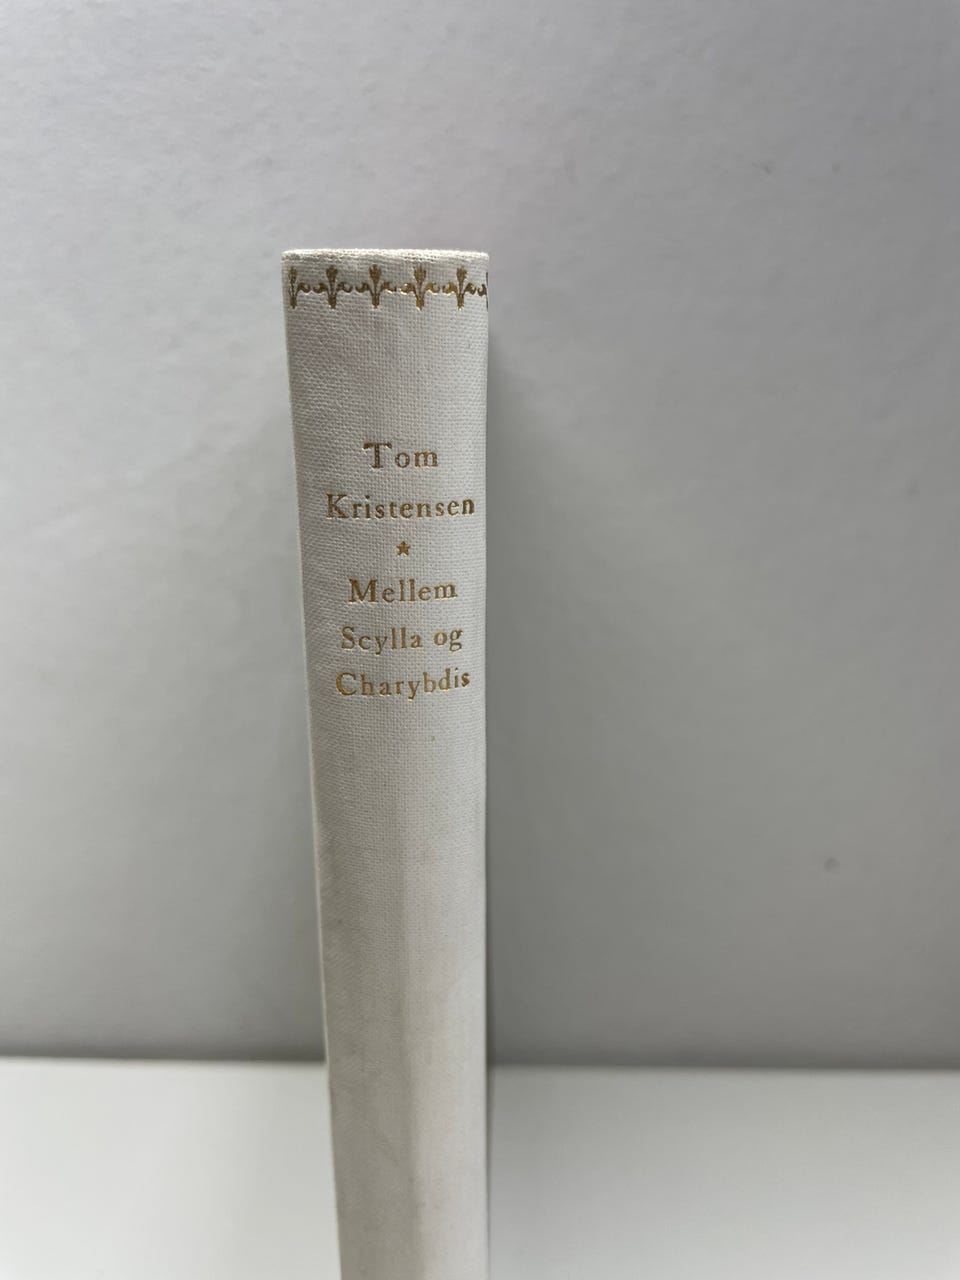 Tom
Kristensen
★
Mellem
Scylla og
Charybdis